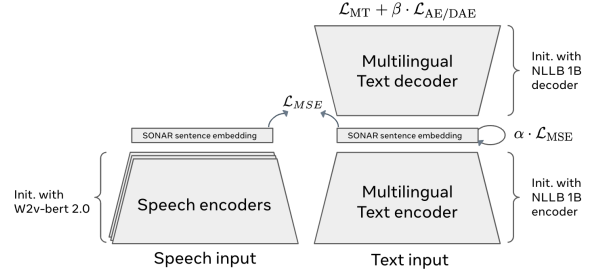 ℒ_MT + β · ℒ_AE/DAE
Multilingual
Text decoder
Init. with
NLLB 1B
decoder
ℒ_MSE
SONAR sentence embedding
SONAR sentence embedding
α · ℒ_MSE
Init. with
W2v-bert 2.0
Speech encoders
Multilingual
Text encoder
Init. with
NLLB 1B
encoder
Speech input
Text input